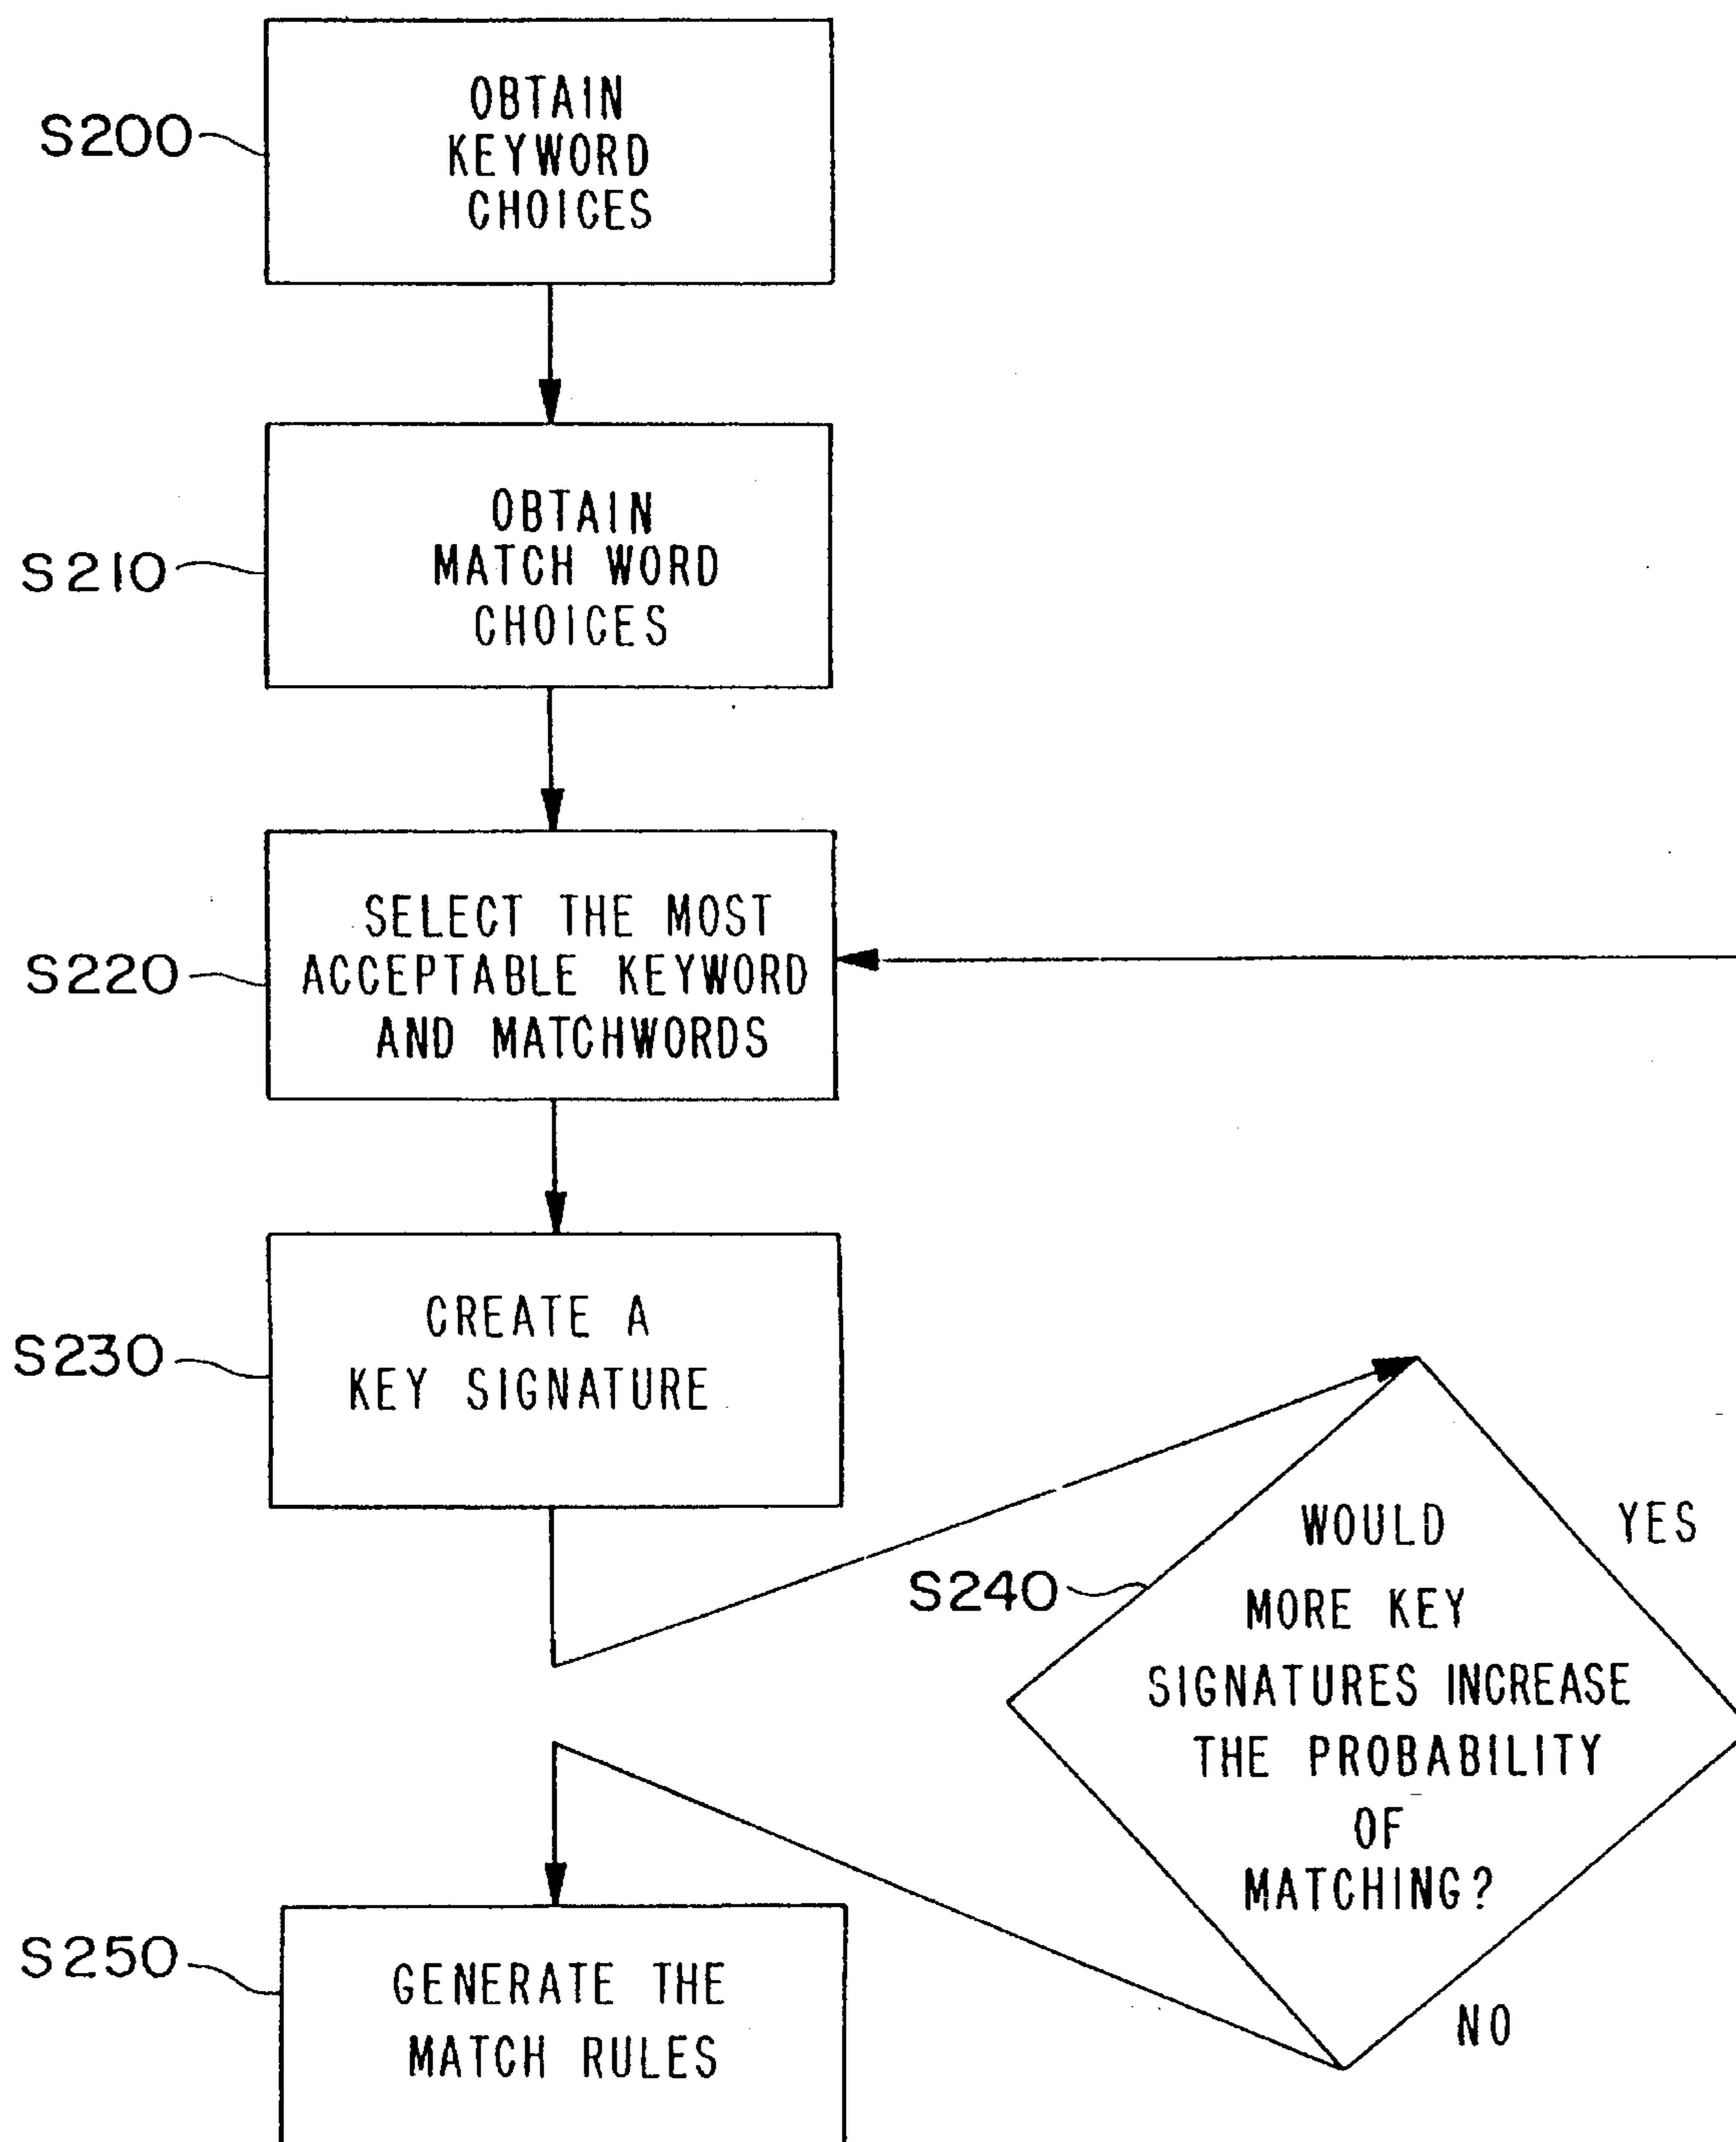 S200
OBTAIN
KEYWORD
CHOICES
S210
OBTAIN
MATCH WORD
CHOICES
S220
SELECT THE MOST
ACCEPTABLE KEYWORD
AND MATCHWORDS
S230
CREATE A
KEY SIGNATURE
S240
WOULD
MORE KEY
SIGNATURES INCREASE
THE PROBABILITY
OF
MATCHING?
YES
NO
S250
GENERATE THE
MATCH RULES